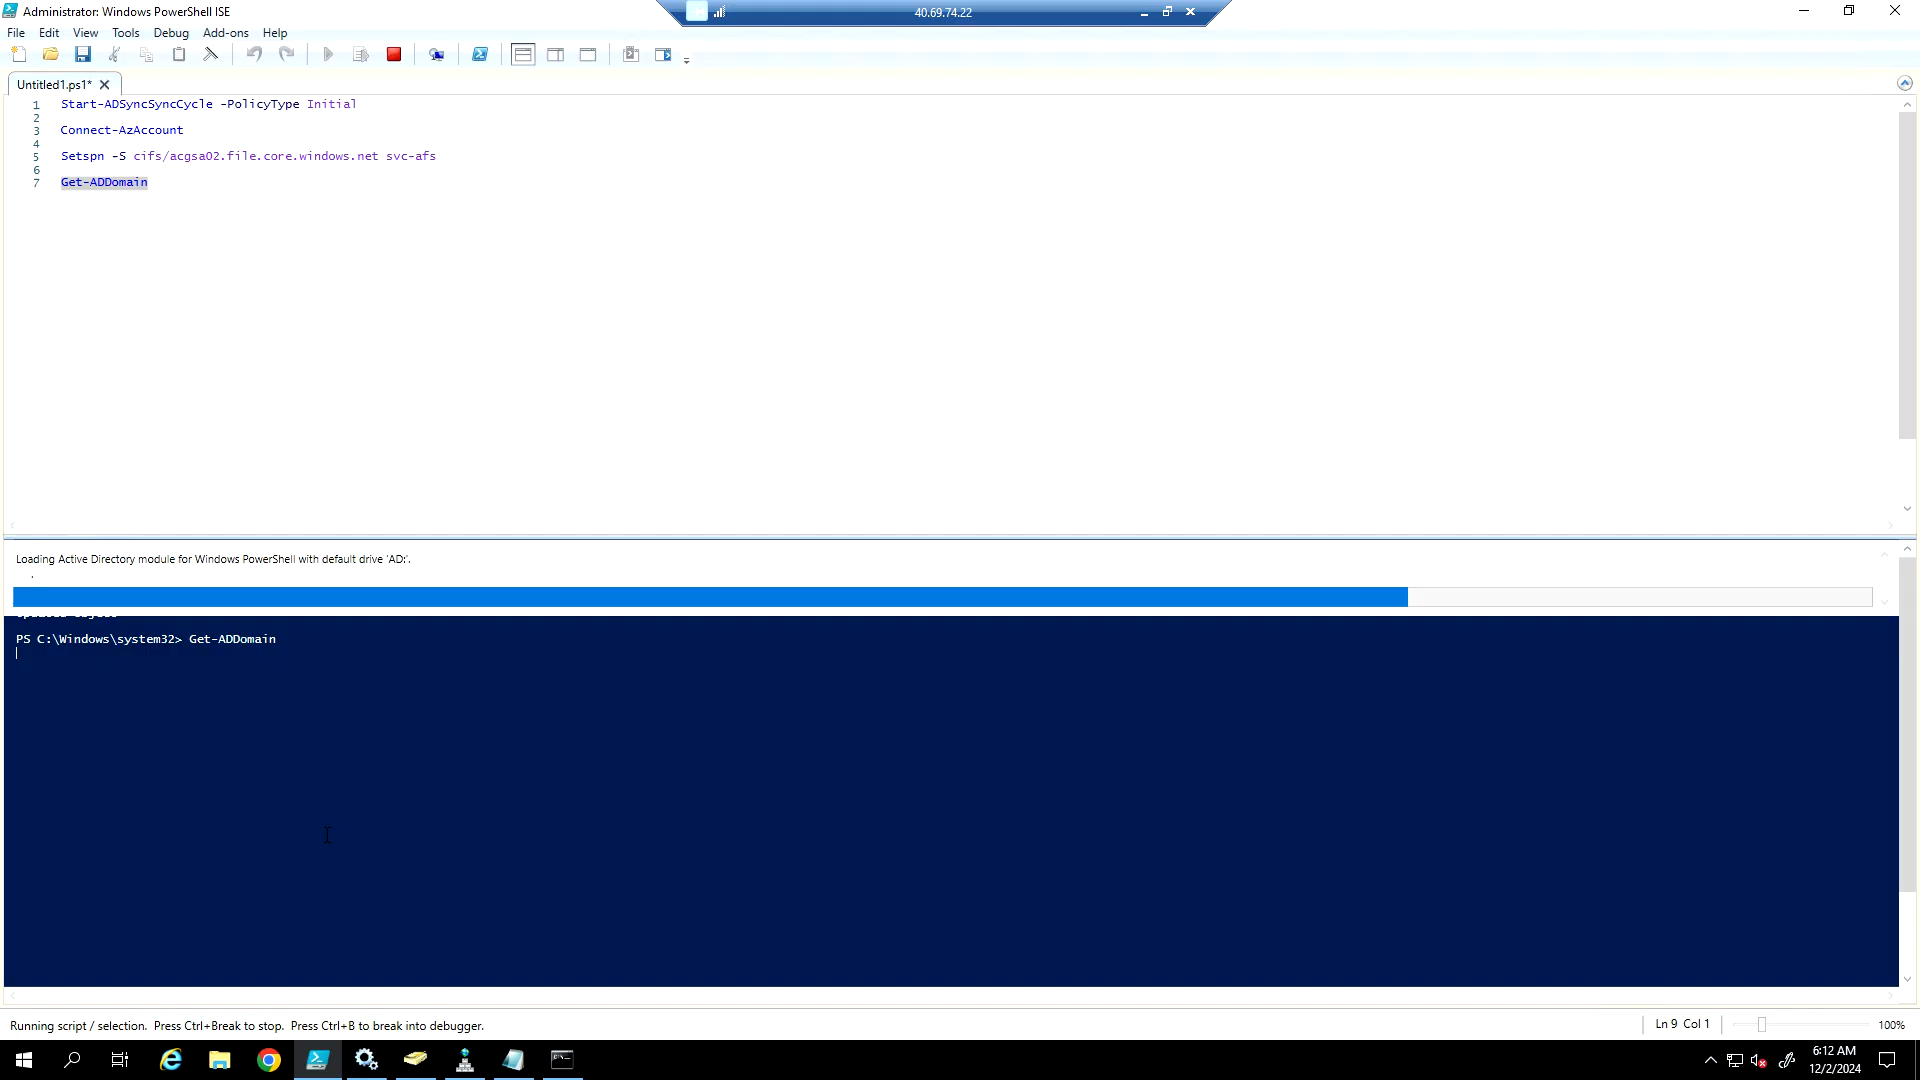 Administrator: Windows PowerShell ISE
40.69.74.22
File Edit View Tools Debug Add-ons Help
Untitled1.ps1*
1 Start-ADSyncSyncCycle -PolicyType Initial
2
3 Connect-AzAccount
4
5 Setspn -S cifs/acgsa02.file.core.windows.net svc-afs
6
7 Get-ADDomain
Loading Active Directory module for Windows PowerShell with default drive 'AD:'.
.
PS C:\Windows\system32> Get-ADDomain
Running script / selection. Press Ctrl+Break to stop. Press Ctrl+B to break into debugger.
Ln 9 Col 1
100%
6:12 AM
12/2/2024